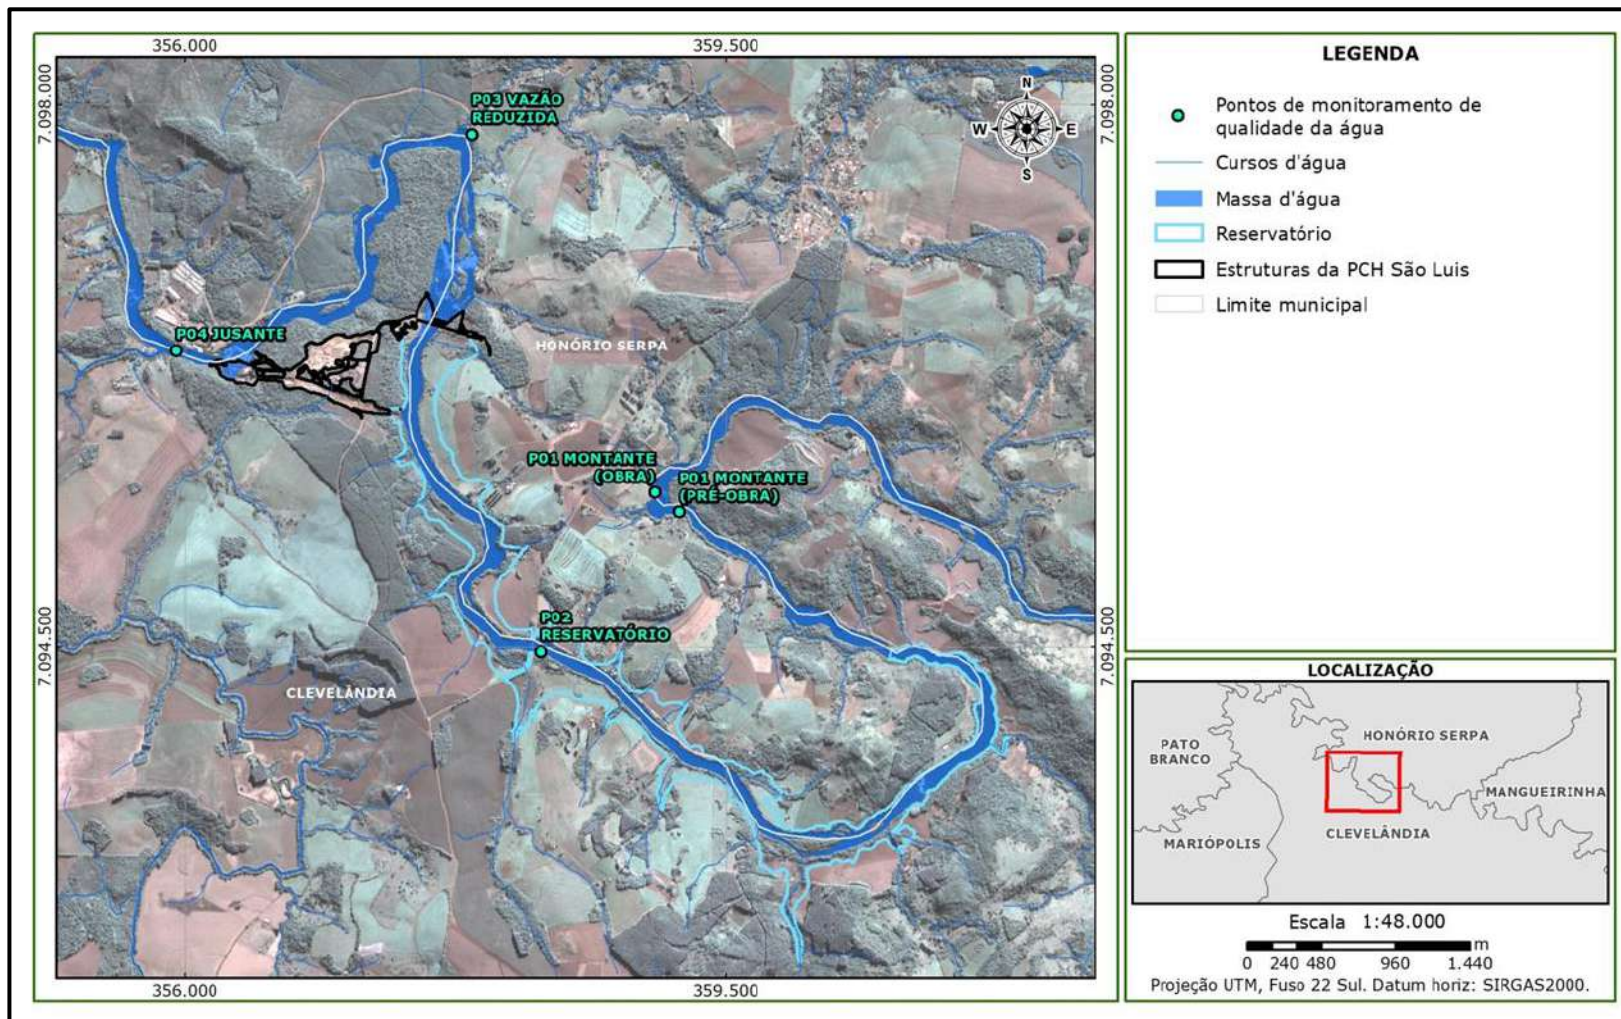 356.000
359.500
7.098.000
7.098.000
P03 VAZÃO
REDUZIDA
N
W
E
S
P04 JUSANTE
HONÓRIO SERPA
P01 MONTANTE
(OBRA)
P01 MONTANTE
(PRÉ-OBRA)
P02
RESERVATÓRIO
CLEVELÂNDIA
7.094.500
7.094.500
356.000
359.500
LEGENDA
Pontos de monitoramento de
qualidade da água
Cursos d'água
Massa d'água
Reservatório
Estruturas da PCH São Luis
Limite municipal
LOCALIZAÇÃO
HONÓRIO SERPA
PATO
BRANCO
MANGUEIRINHA
CLEVELÂNDIA
MARIÓPOLIS
Escala 1:48.000
m
0 240 480 960 1.440
Projeção UTM, Fuso 22 Sul. Datum horiz: SIRGAS2000.